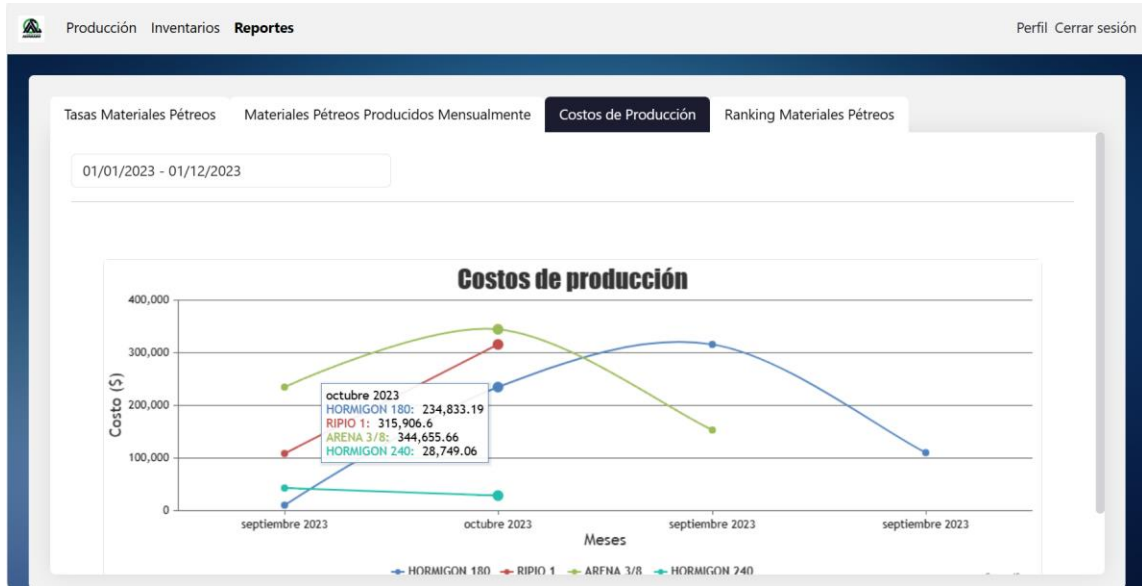 Producción Inventarios Reportes Perfil Cerrar sesión
Tasas Materiales Pétreos Materiales Pétreos Producidos Mensualmente Costos de Producción Ranking Materiales Pétreos
01/01/2023 - 01/12/2023
Costos de producción
400,000
300,000
200,000
100,000
0
Costo ($)
octubre 2023
HORMIGON 180: 234,833.19
RIPIO 1: 315,906.6
ARENA 3/8: 344,655.66
HORMIGON 240: 28,749.06
septiembre 2023 octubre 2023 septiembre 2023 septiembre 2023
Meses
HORMIGON 180 RIPIO 1 ARENA 3/8 HORMIGON 240